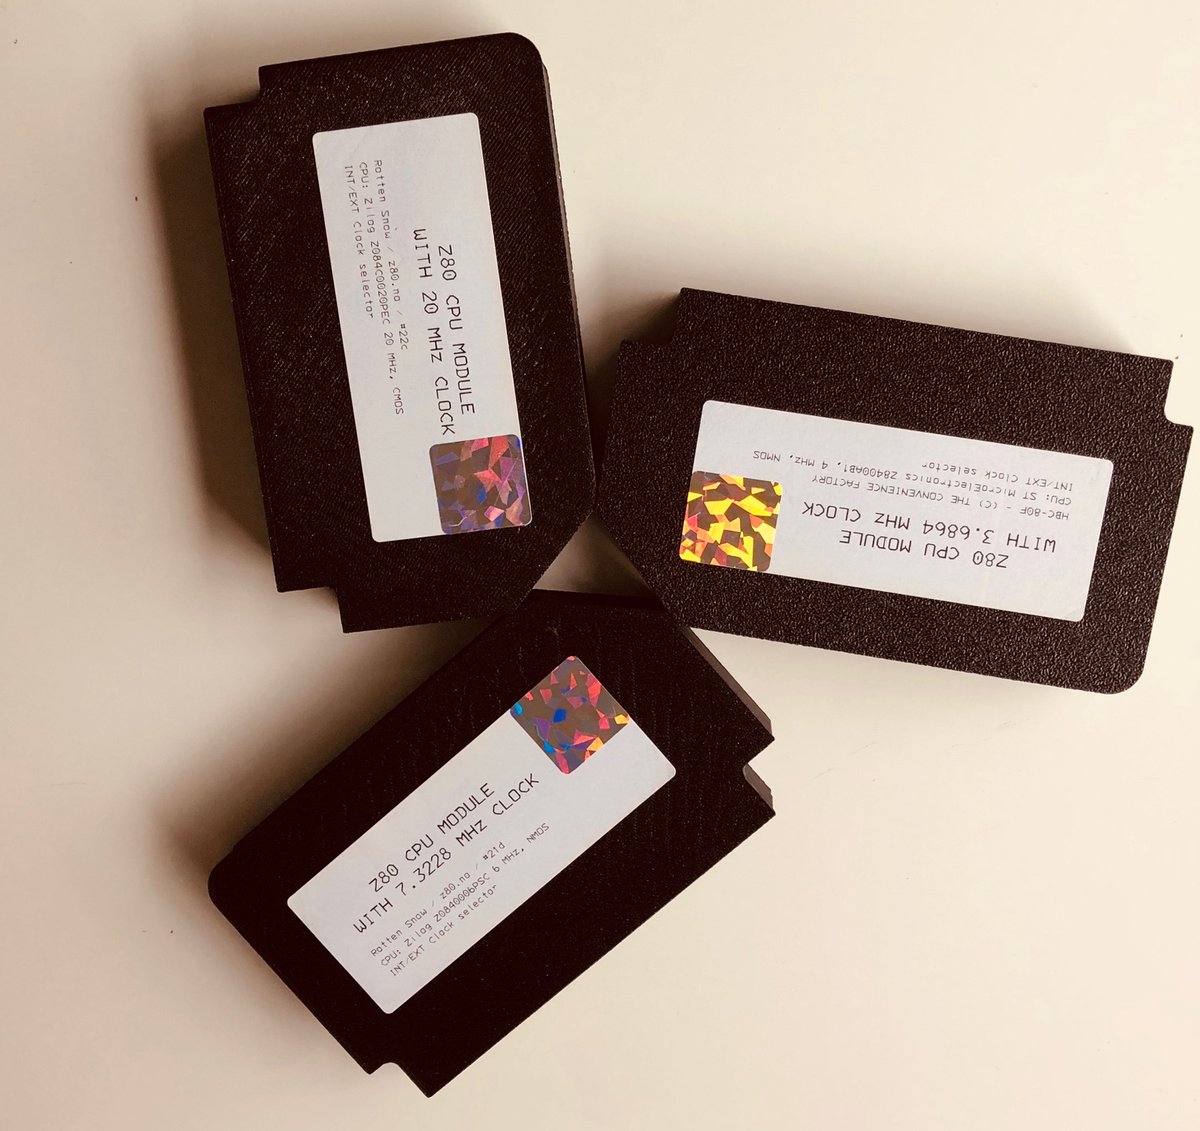 Z80 CPU MODULE
WITH 20 MHz CLOCK
Rotten Snow / z80.no / #22c
CPU: Zilog Z084C0020PEC 20 MHz, CMOS
INT/EXT Clock selector
Z80 CPU MODULE
WITH 3.6864 MHz CLOCK
HBC-80F - (C) THE CONVENIENCE FACTORY
CPU: ST MicroElectronics Z8400AB1, 4 MHz, NMOS
INT/EXT Clock selector
Z80 CPU MODULE
WITH 7.3228 MHz CLOCK
Rotten Snow / z80.no / #21d
CPU: Zilog Z0840006PSC 6 MHz, NMOS
INT/EXT Clock selector